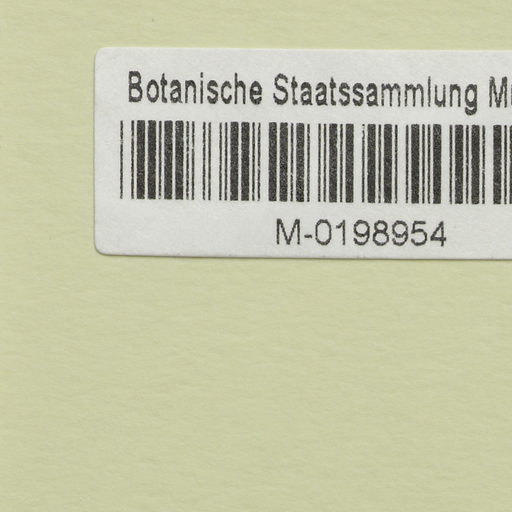 Botanische Staatssammlung
M-0198954